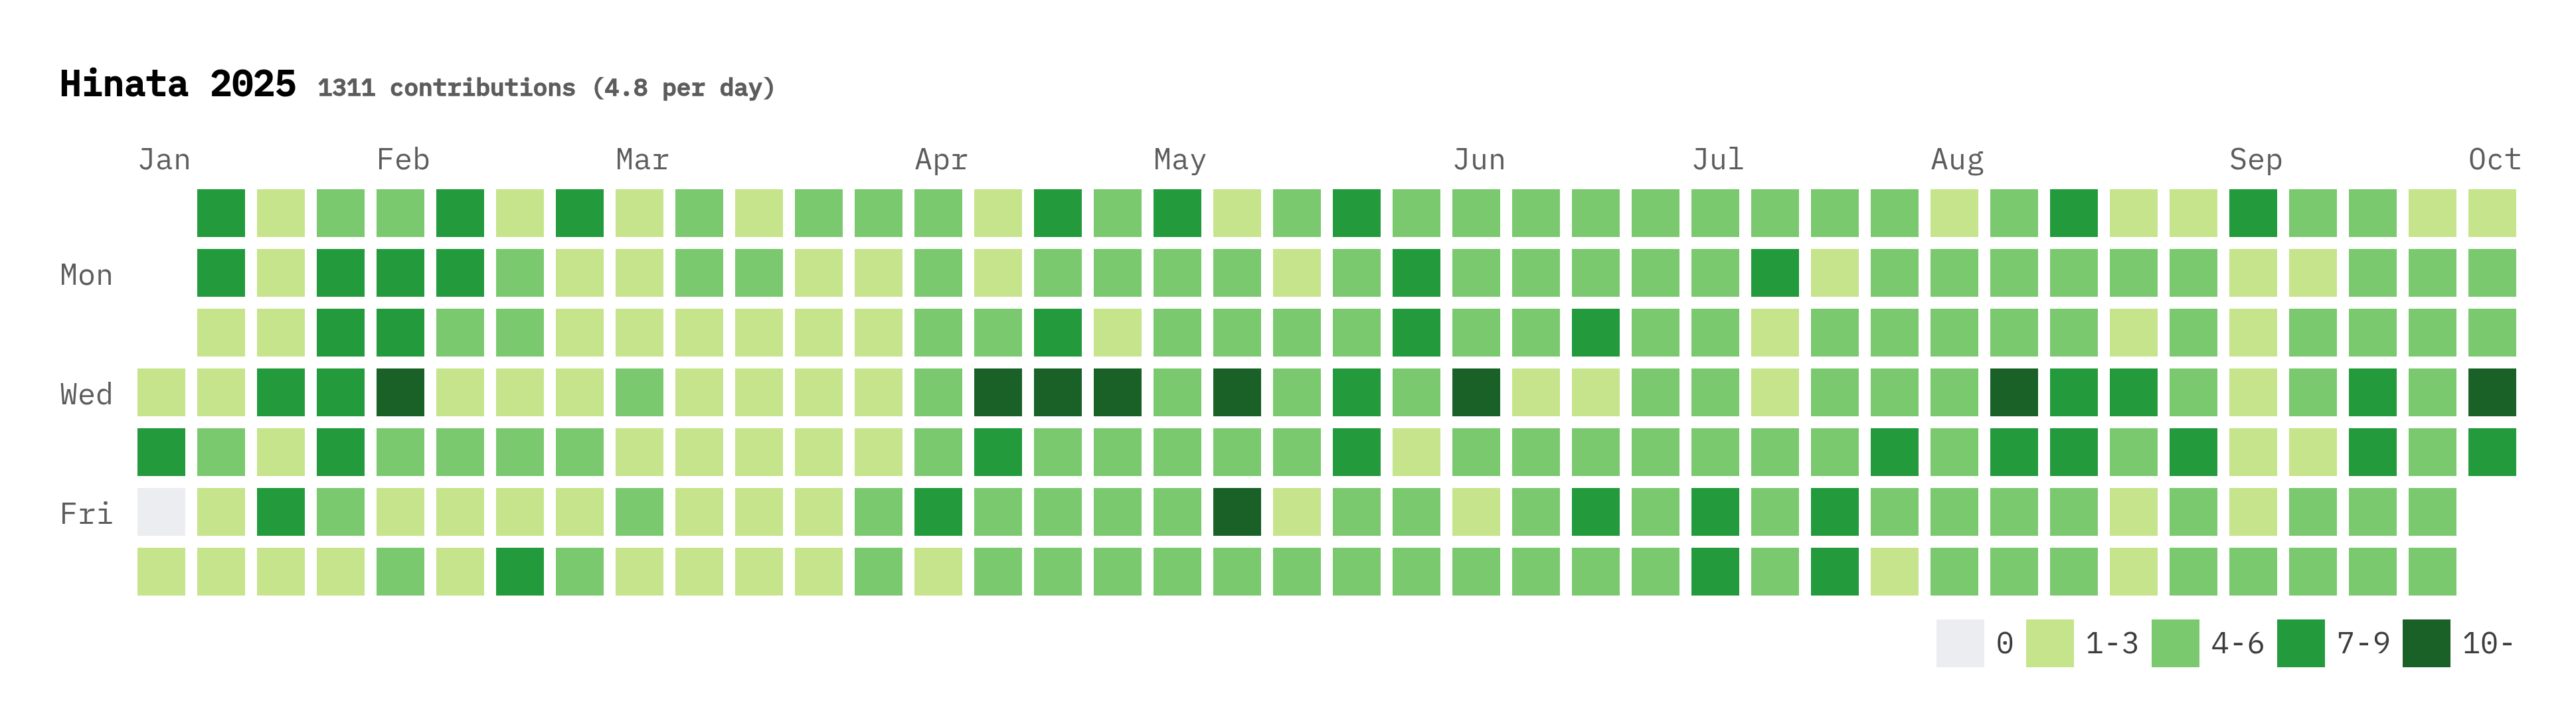 Hinata 2025 1311 contributions (4.8 per day)
Jan Feb Mar Apr May Jun Jul Aug Sep Oct
Mon
Wed
Fri
0 1-3 4-6 7-9 10-